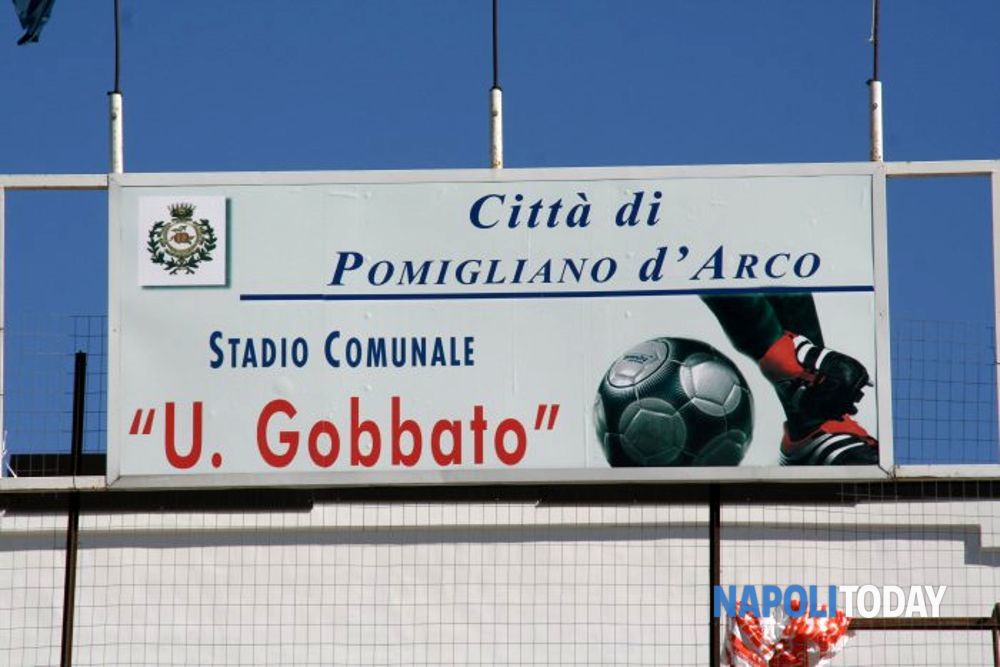 Città di
POMIGLIANO d'ARCO
STADIO COMUNALE
"U. Gobbato"
NAPOLITODAY